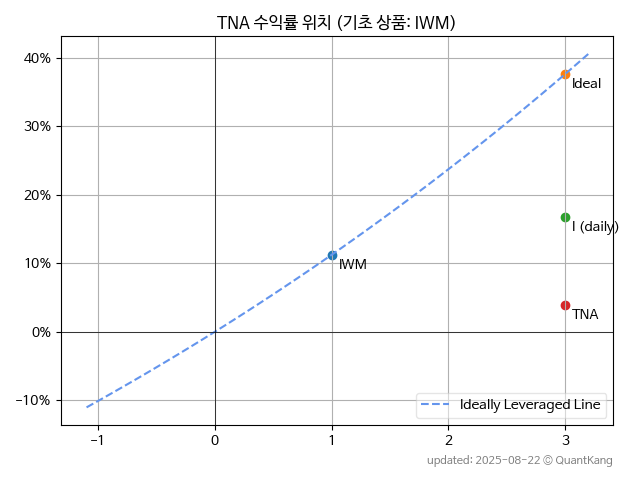 TNA 수익률 위치 (기초 상품: IWM)
40%
30%
20%
10%
0%
−10%
Ideal
I (daily)
IWM
TNA
Ideally Leveraged Line
−1
0
1
2
3
updated: 2025-08-22 © QuantKang